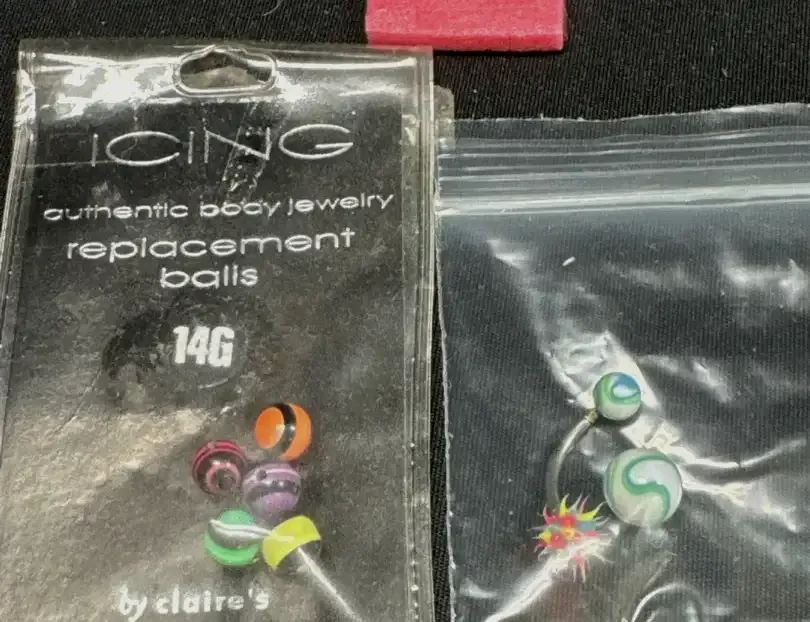 ICING
authentic body jewelry
replacement
balls
14G
by claire's